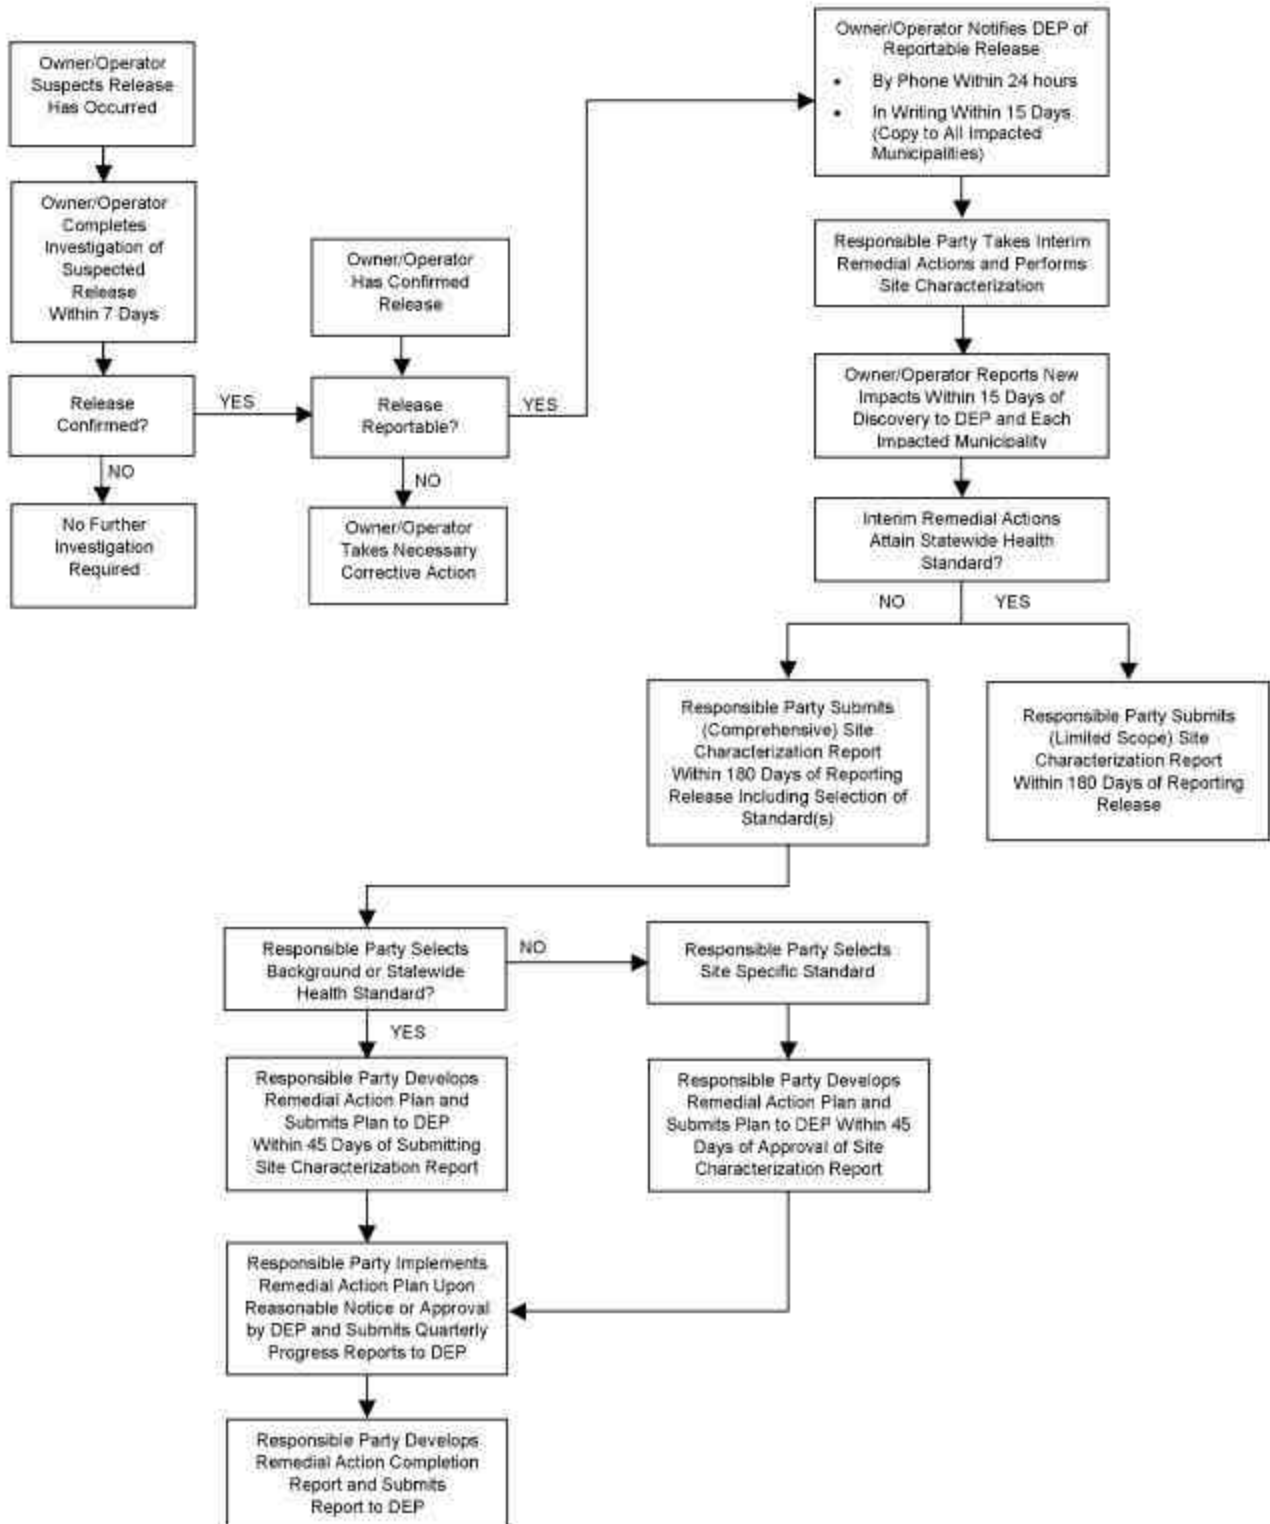 Owner/Operator
Suspects Release
Has Occurred
Owner/Operator
Completes
Investigation of
Suspected
Release
Within 7 Days
Release
Confirmed?
YES
NO
No Further
Investigation
Required
Owner/Operator
Has Confirmed
Release
Release
Reportable?
YES
NO
Owner/Operator
Takes Necessary
Corrective Action
Owner/Operator Notifies DEP of
Reportable Release
• By Phone Within 24 hours
• In Writing Within 15 Days
(Copy to All Impacted
Municipalities)
Responsible Party Takes Interim
Remedial Actions and Performs
Site Characterization
Owner/Operator Reports New
Impacts Within 15 Days of
Discovery to DEP and Each
Impacted Municipality
Interim Remedial Actions
Attain Statewide Health
Standard?
NO
YES
Responsible Party Submits
(Comprehensive) Site
Characterization Report
Within 180 Days of Reporting
Release Including Selection of
Standard(s)
Responsible Party Submits
(Limited Scope) Site
Characterization Report
Within 180 Days of Reporting
Release
Responsible Party Selects
Background or Statewide
Health Standard?
NO
YES
Responsible Party Selects
Site Specific Standard
Responsible Party Develops
Remedial Action Plan and
Submits Plan to DEP
Within 45 Days of Submitting
Site Characterization Report
Responsible Party Develops
Remedial Action Plan and
Submits Plan to DEP Within 45
Days of Approval of Site
Characterization Report
Responsible Party Implements
Remedial Action Plan Upon
Reasonable Notice or Approval
by DEP and Submits Quarterly
Progress Reports to DEP
Responsible Party Develops
Remedial Action Completion
Report and Submits
Report to DEP